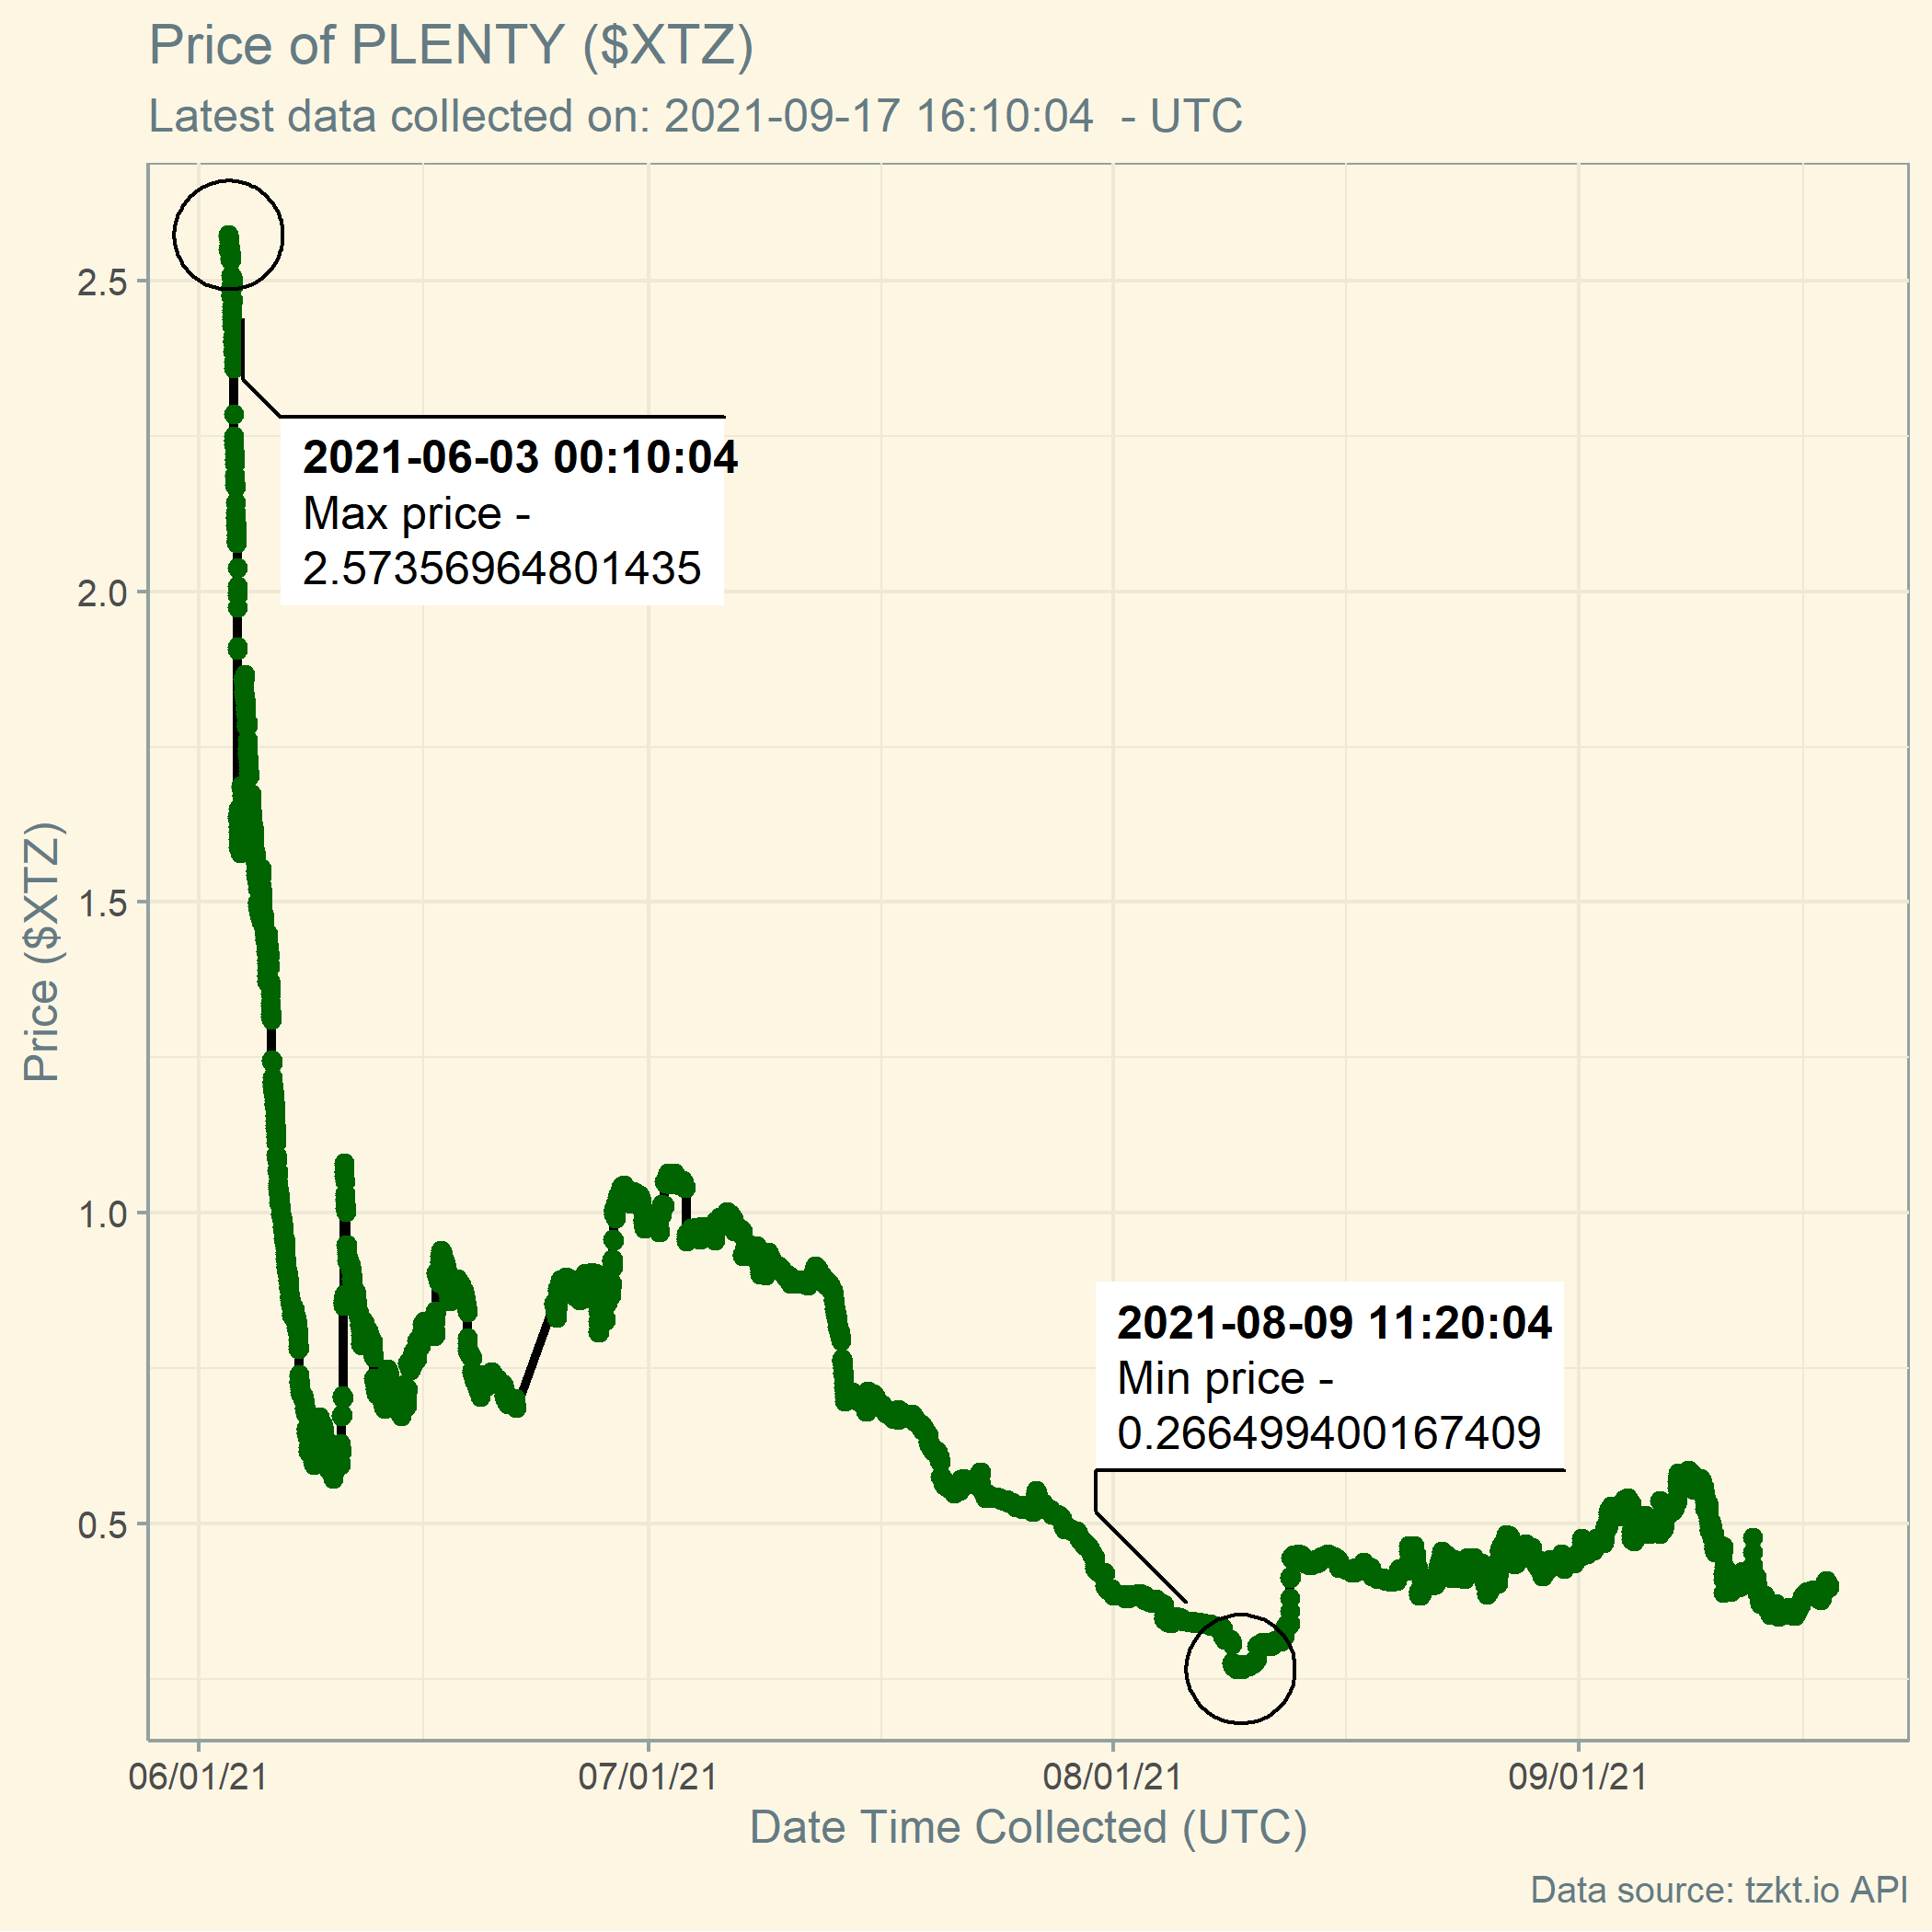 Price of PLENTY ($XTZ)
Latest data collected on: 2021-09-17 16:10:04  - UTC
2.5
2.0
1.5
1.0
0.5
Price ($XTZ)
2021-06-03 00:10:04
Max price -
2.57356964801435
2021-08-09 11:20:04
Min price -
0.266499400167409
06/01/21 07/01/21 08/01/21 09/01/21
Date Time Collected (UTC)
Data source: tzkt.io API